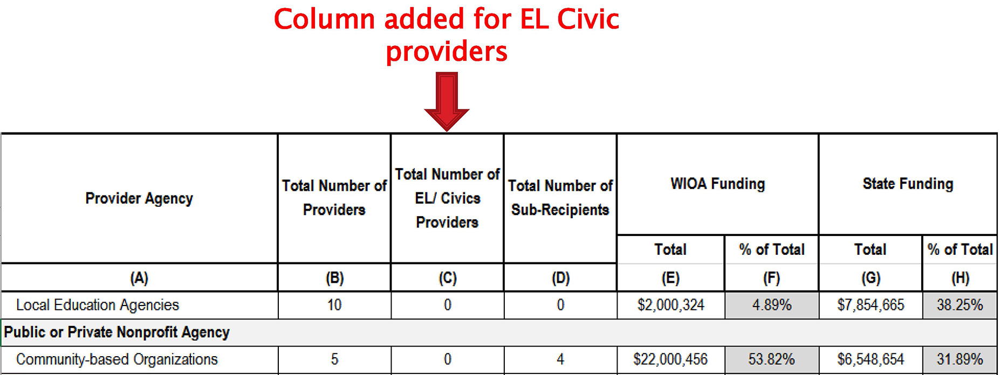 Column added for EL Civic
providers
Provider Agency
Total Number of
Providers
Total Number of
EL/ Civics
Providers
Total Number of
Sub-Recipients
WIOA Funding
State Funding
Total
% of Total
Total
% of Total
(A)
(B)
(C)
(D)
(E)
(F)
(G)
(H)
Local Education Agencies
10
0
0
$2,000,324
4.89%
$7,854,665
38.25%
Public or Private Nonprofit Agency
Community-based Organizations
5
0
4
$22,000,456
53.82%
$6,548,654
31.89%